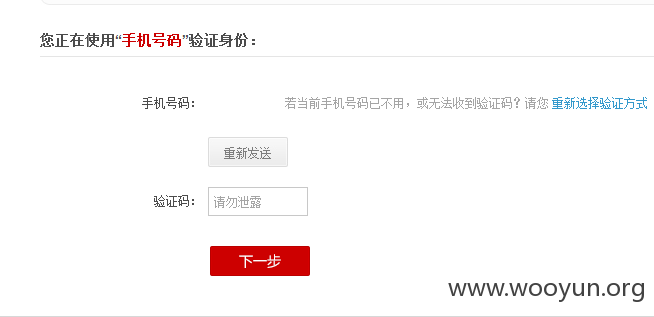 您正在使用“手机号码”验证身份：
手机号码： 若当前手机号码已不用，或无法收到验证码？请您 重新选择验证方式
重新发送
验证码： 请勿泄露
下一步
www.wooyun.org